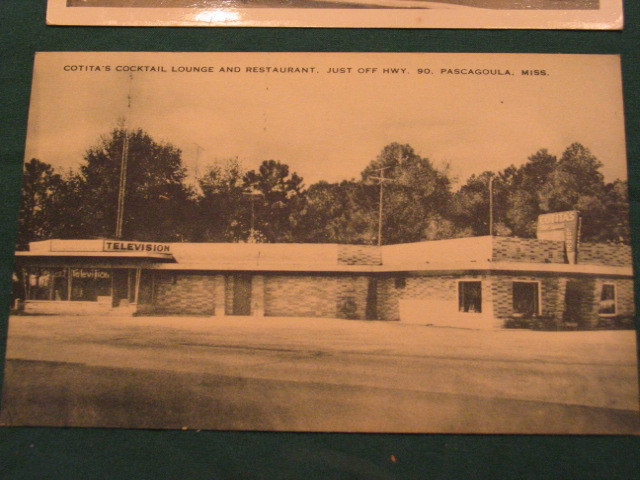 COTITA'S COCKTAIL LOUNGE AND RESTAURANT, JUST OFF HWY. 90, PASCAGOULA, MISS.
TELEVISION
Television